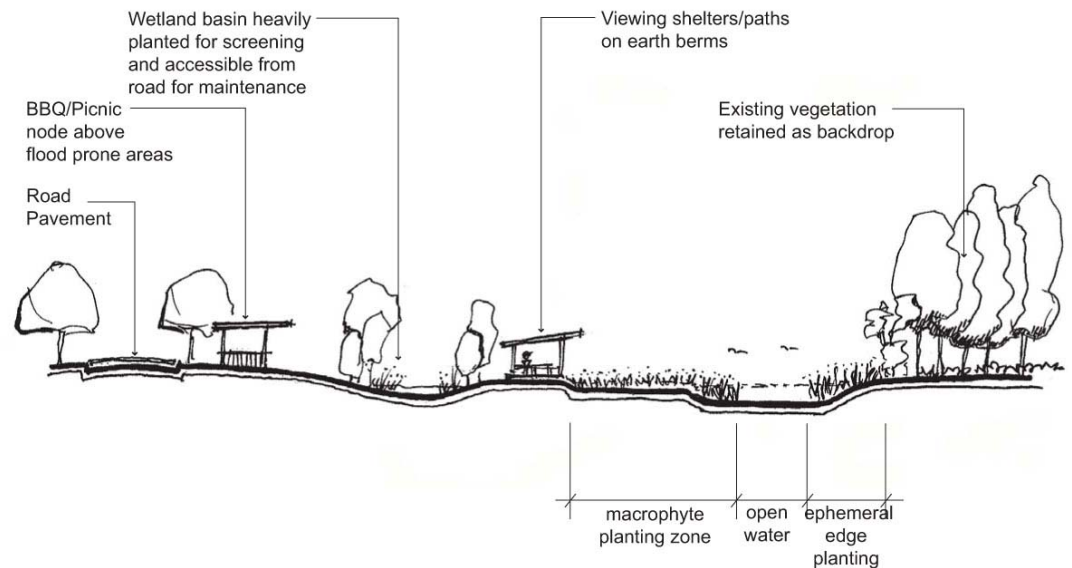 Wetland basin heavily
planted for screening
and accessible from
road for maintenance
Viewing shelters/paths
on earth berms
BBQ/Picnic
node above
flood prone areas
Existing vegetation
retained as backdrop
Road
Pavement
macrophyte
planting zone
open
water
ephemeral
edge
planting